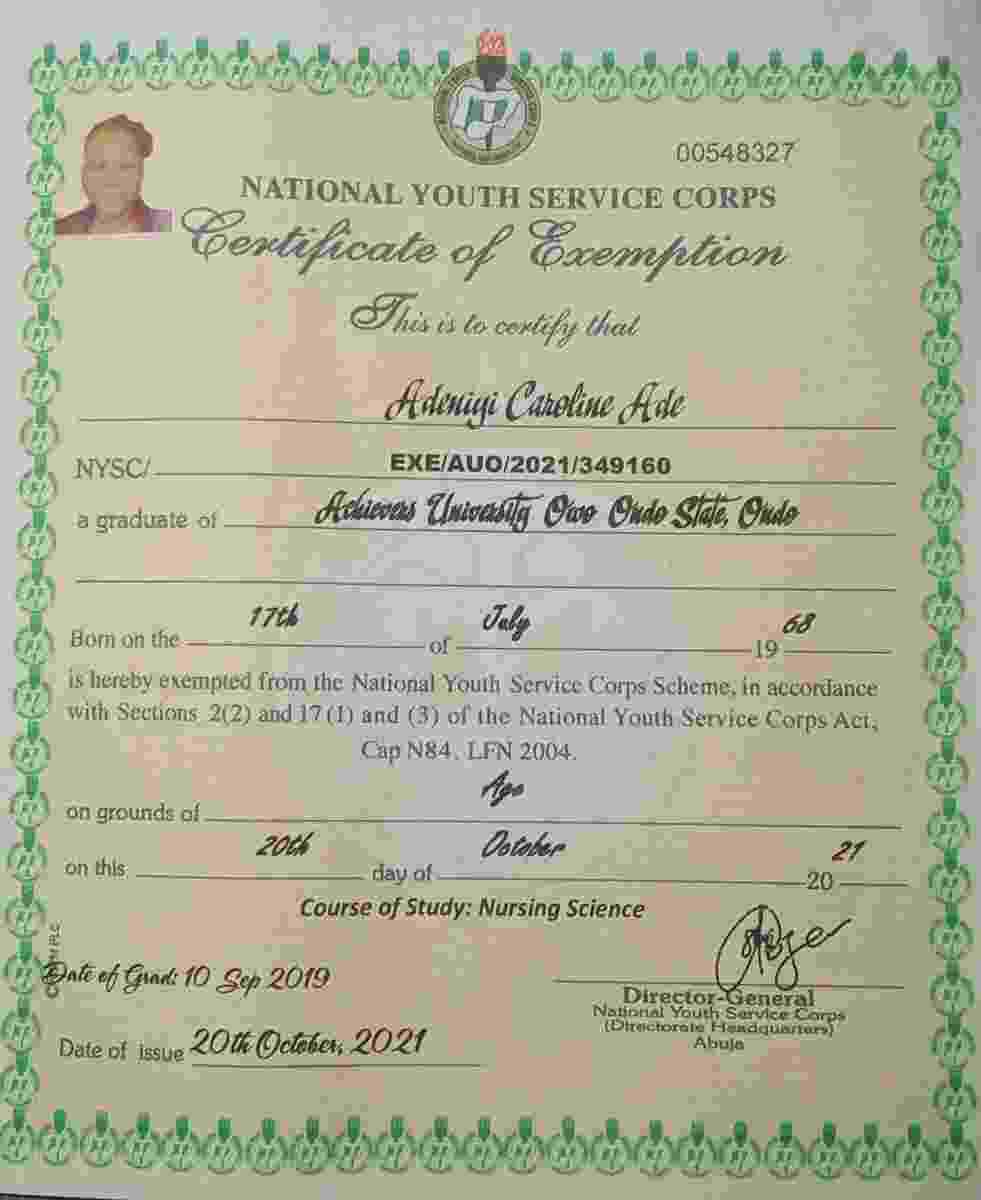 00548327
NATIONAL YOUTH SERVICE CORPS
Certificate of Exemption
This is to certify that
Adeniyi Caroline Ade
NYSC/ EXE/AUO/2021/349160
a graduate of Achievers University Owo Ondo State, Ondo
Born on the 17th of July 19 68
is hereby exempted from the National Youth Service Corps Scheme, in accordance
with Sections 2(2) and 17(1) and (3) of the National Youth Service Corps Act,
Cap N84, LFN 2004.
on grounds of Age
on this 20th day of October 20 21
Course of Study: Nursing Science
Date of Grad: 10 Sep 2019
Director-General
National Youth Service Corps
(Directorate Headquarters)
Abuja
Date of issue 20th October, 2021